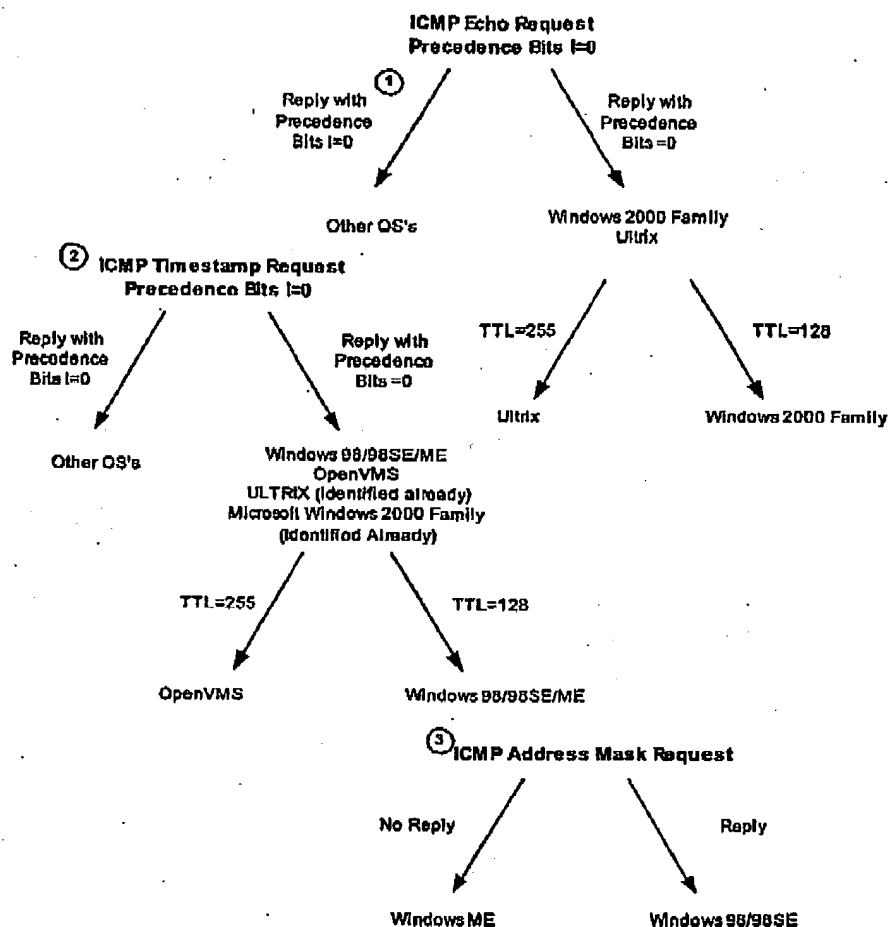 ICMP Echo Request
Precedence Bits !=0
1
Reply with
Precedence
Bits !=0
Reply with
Precedence
Bits =0
Other OS's
Windows 2000 Family
Ultrix
TTL=255
TTL=128
Ultrix
Windows 2000 Family
2
ICMP Timestamp Request
Precedence Bits !=0
Reply with
Precedence
Bits !=0
Reply with
Precedence
Bits =0
Other OS's
Windows 98/98SE/ME
OpenVMS
ULTRIX (Identified already)
Microsoft Windows 2000 Family
(Identified Already)
TTL=255
TTL=128
OpenVMS
Windows 98/98SE/ME
3
ICMP Address Mask Request
No Reply
Reply
Windows ME
Windows 98/98SE